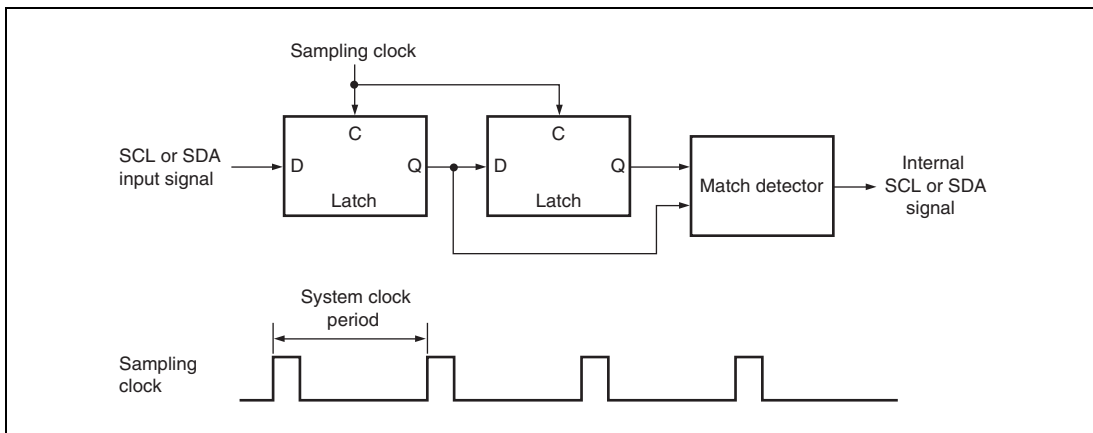 Sampling clock
SCL or SDA
input signal
C
D
Q
Latch
C
D
Q
Latch
Match detector
Internal
SCL or SDA
signal
System clock
period
Sampling
clock